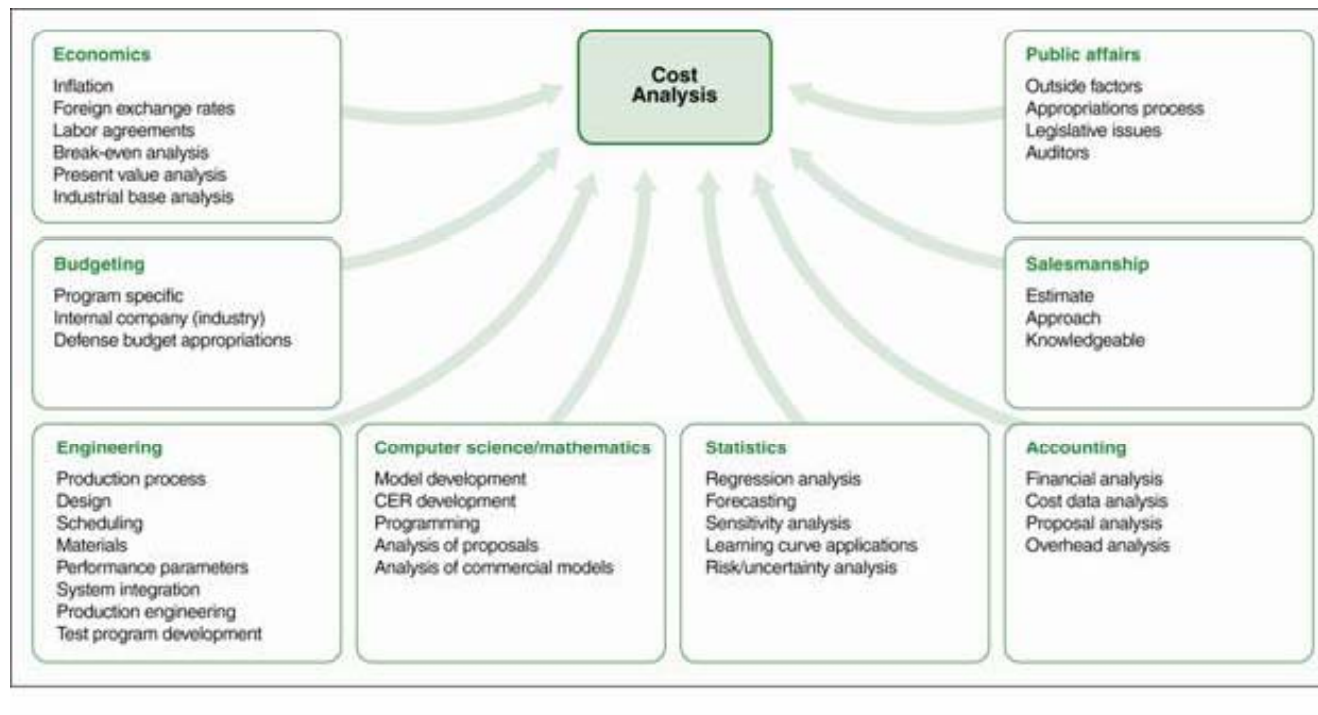 Economics
Inflation
Foreign exchange rates
Labor agreements
Break-even analysis
Present value analysis
Industrial base analysis
Cost
Analysis
Public affairs
Outside factors
Appropriations process
Legislative issues
Auditors
Budgeting
Program specific
Internal company (industry)
Defense budget appropriations
Salesmanship
Estimate
Approach
Knowledgeable
Engineering
Production process
Design
Scheduling
Materials
Performance parameters
System integration
Production engineering
Test program development
Computer science/mathematics
Model development
CER development
Programming
Analysis of proposals
Analysis of commercial models
Statistics
Regression analysis
Forecasting
Sensitivity analysis
Learning curve applications
Risk/uncertainty analysis
Accounting
Financial analysis
Cost data analysis
Proposal analysis
Overhead analysis